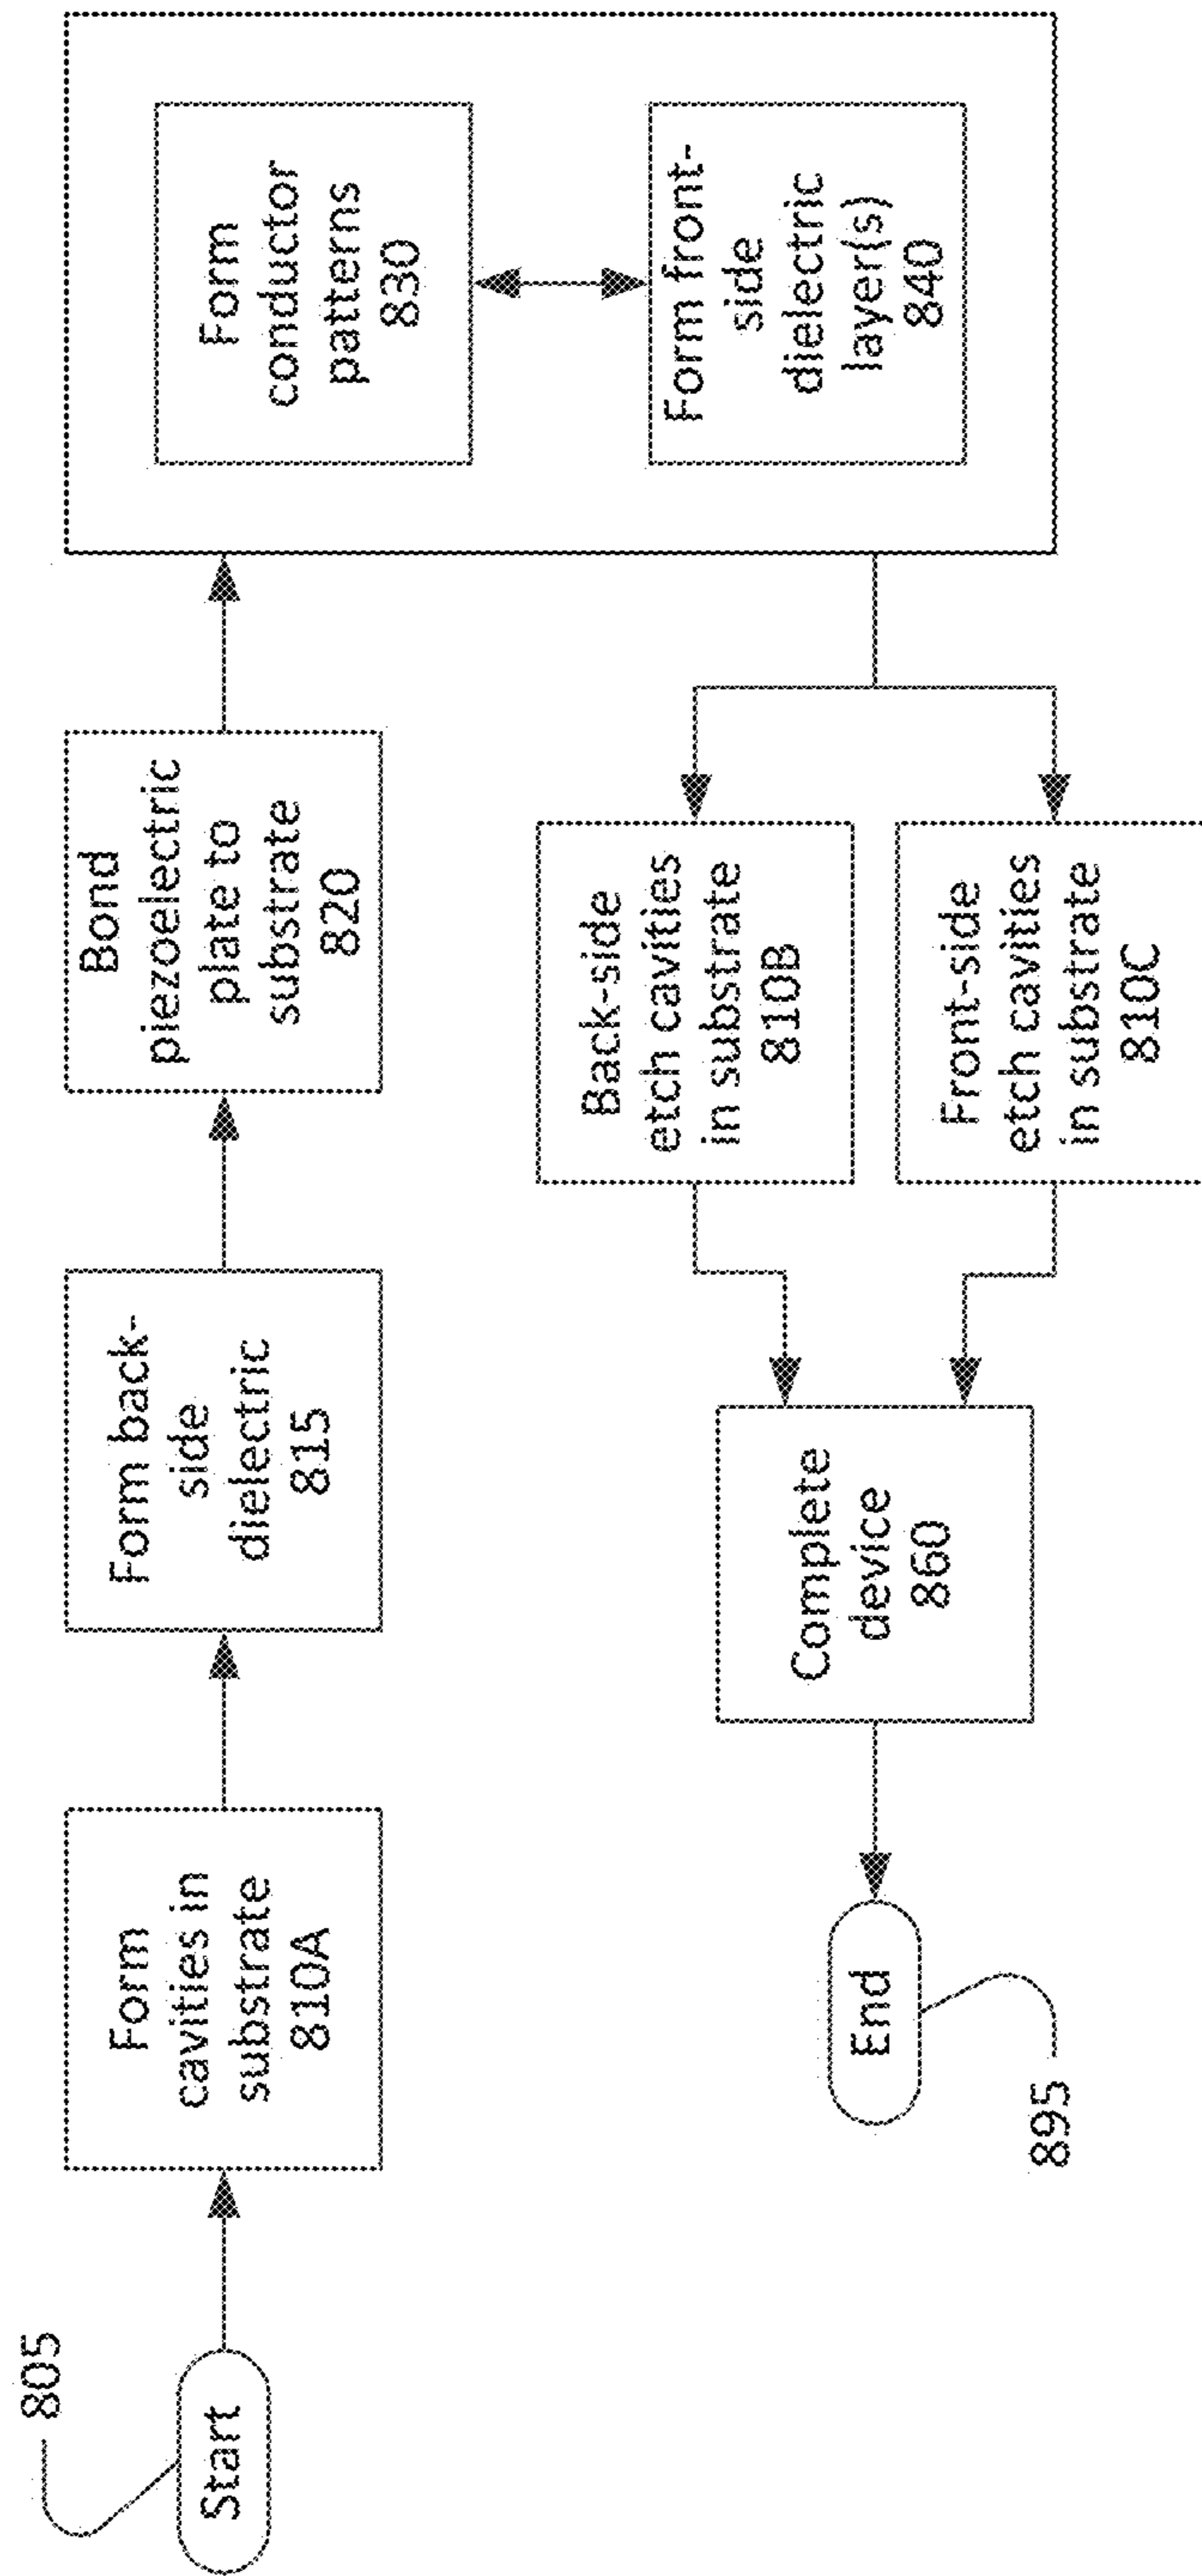 805
Start
Form
cavities in
substrate
810A
Form back-
side
dielectric
815
Bond
piezoelectric
plate to
substrate
820
Form
conductor
patterns
830
Form front-
side
dielectric
layer(s)
840
Back-side
etch cavities
in substrate
810B
Front-side
etch cavities
in substrate
810C
Complete
device
860
End
895